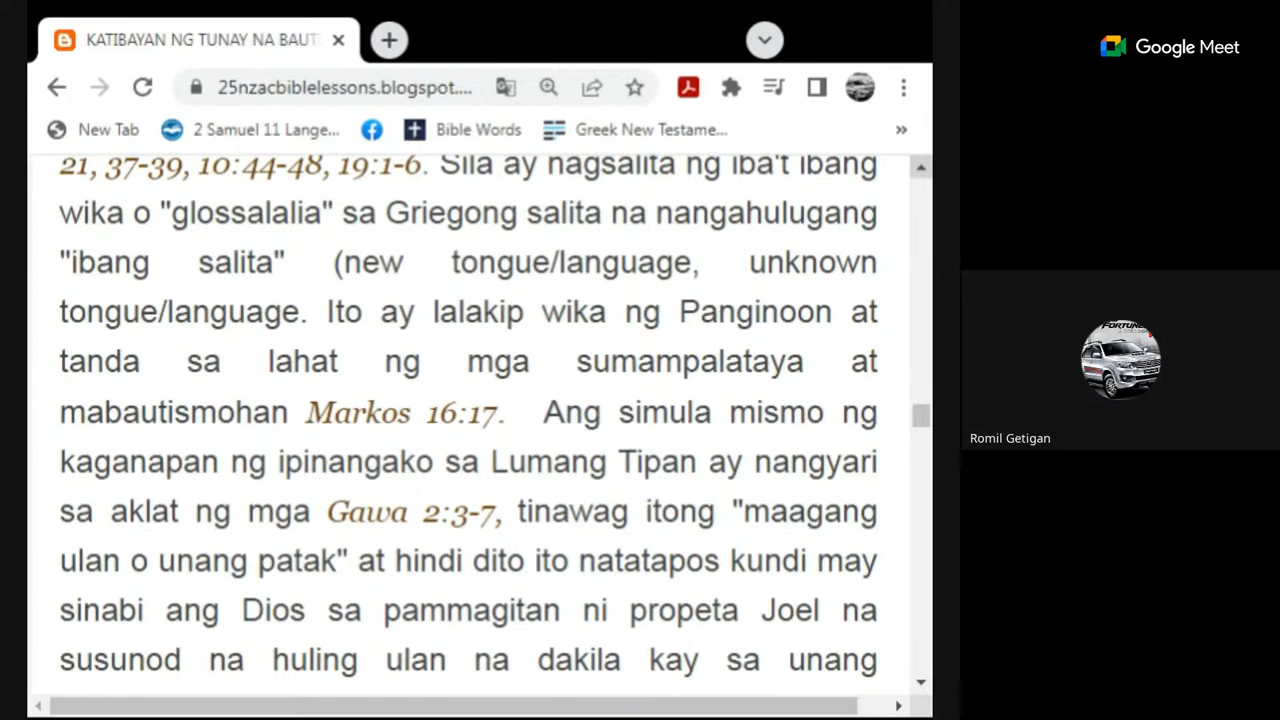 KATIBAYAN NG TUNAY NA BAUT
25nzacbiblelessons.blogspot....
New Tab
2 Samuel 11 Lange...
Bible Words
Greek New Testame...
»
21, 37-39, 10:44-48, 19:1-6. Sila ay nagsalita ng iba't ibang
wika o "glossalalia" sa Griegong salita na nangahulugang
"ibang salita" (new tongue/language, unknown
tongue/language. Ito ay lalakip wika ng Panginoon at
tanda sa lahat ng mga sumampalataya at
mabautismohan Markos 16:17. Ang simula mismo ng
kaganapan ng ipinangako sa Lumang Tipan ay nangyari
sa aklat ng mga Gawa 2:3-7, tinawag itong "maagang
ulan o unang patak" at hindi dito ito natatapos kundi may
sinabi ang Dios sa pammagitan ni propeta Joel na
susunod na huling ulan na dakila kay sa unang
Google Meet
FORTUNE
Romil Getigan